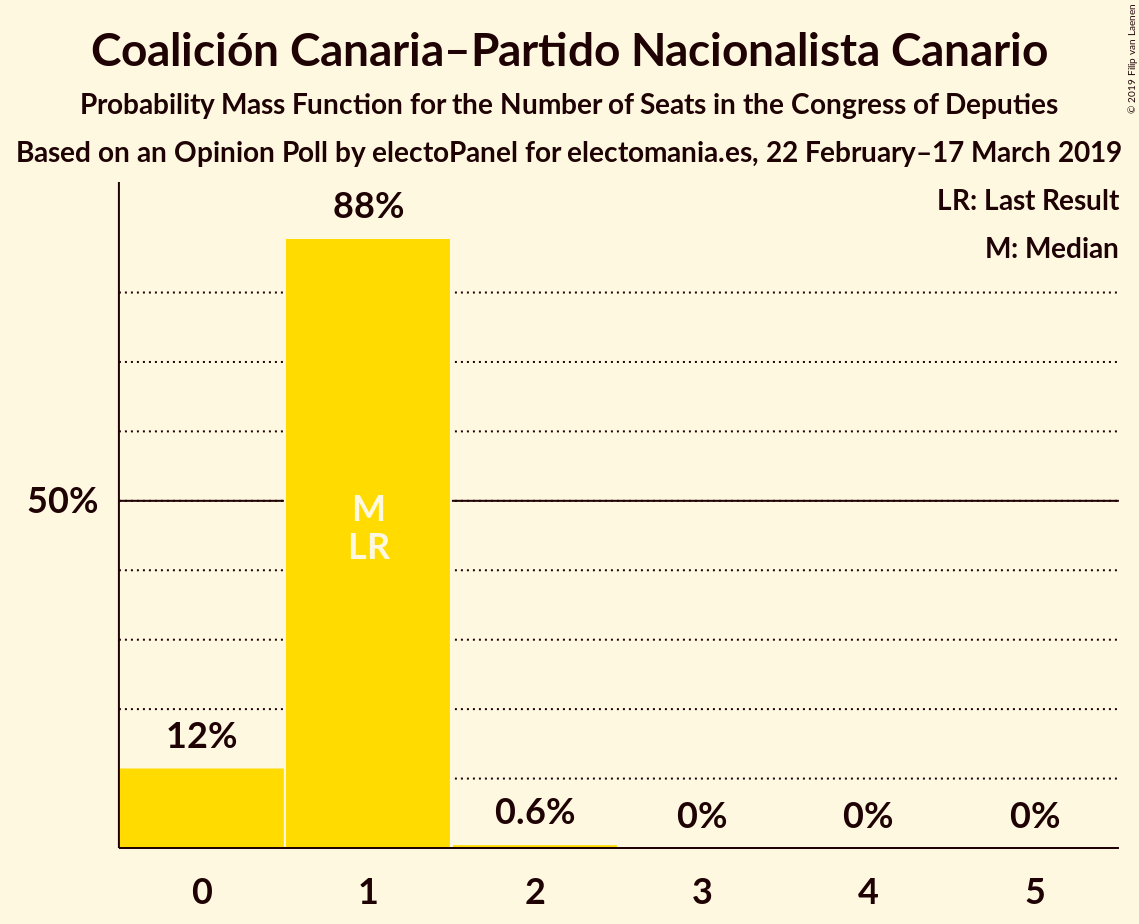 Coalición Canaria–Partido Nacionalista Canario
Probability Mass Function for the Number of Seats in the Congress of Deputies
Based on an Opinion Poll by electoPanel for electomania.es, 22 February–17 March 2019
© 2019 Filip van Laenen
LR: Last Result
M: Median
88%
50%
M
LR
12%
0.6%
0%
0%
0%
0
1
2
3
4
5